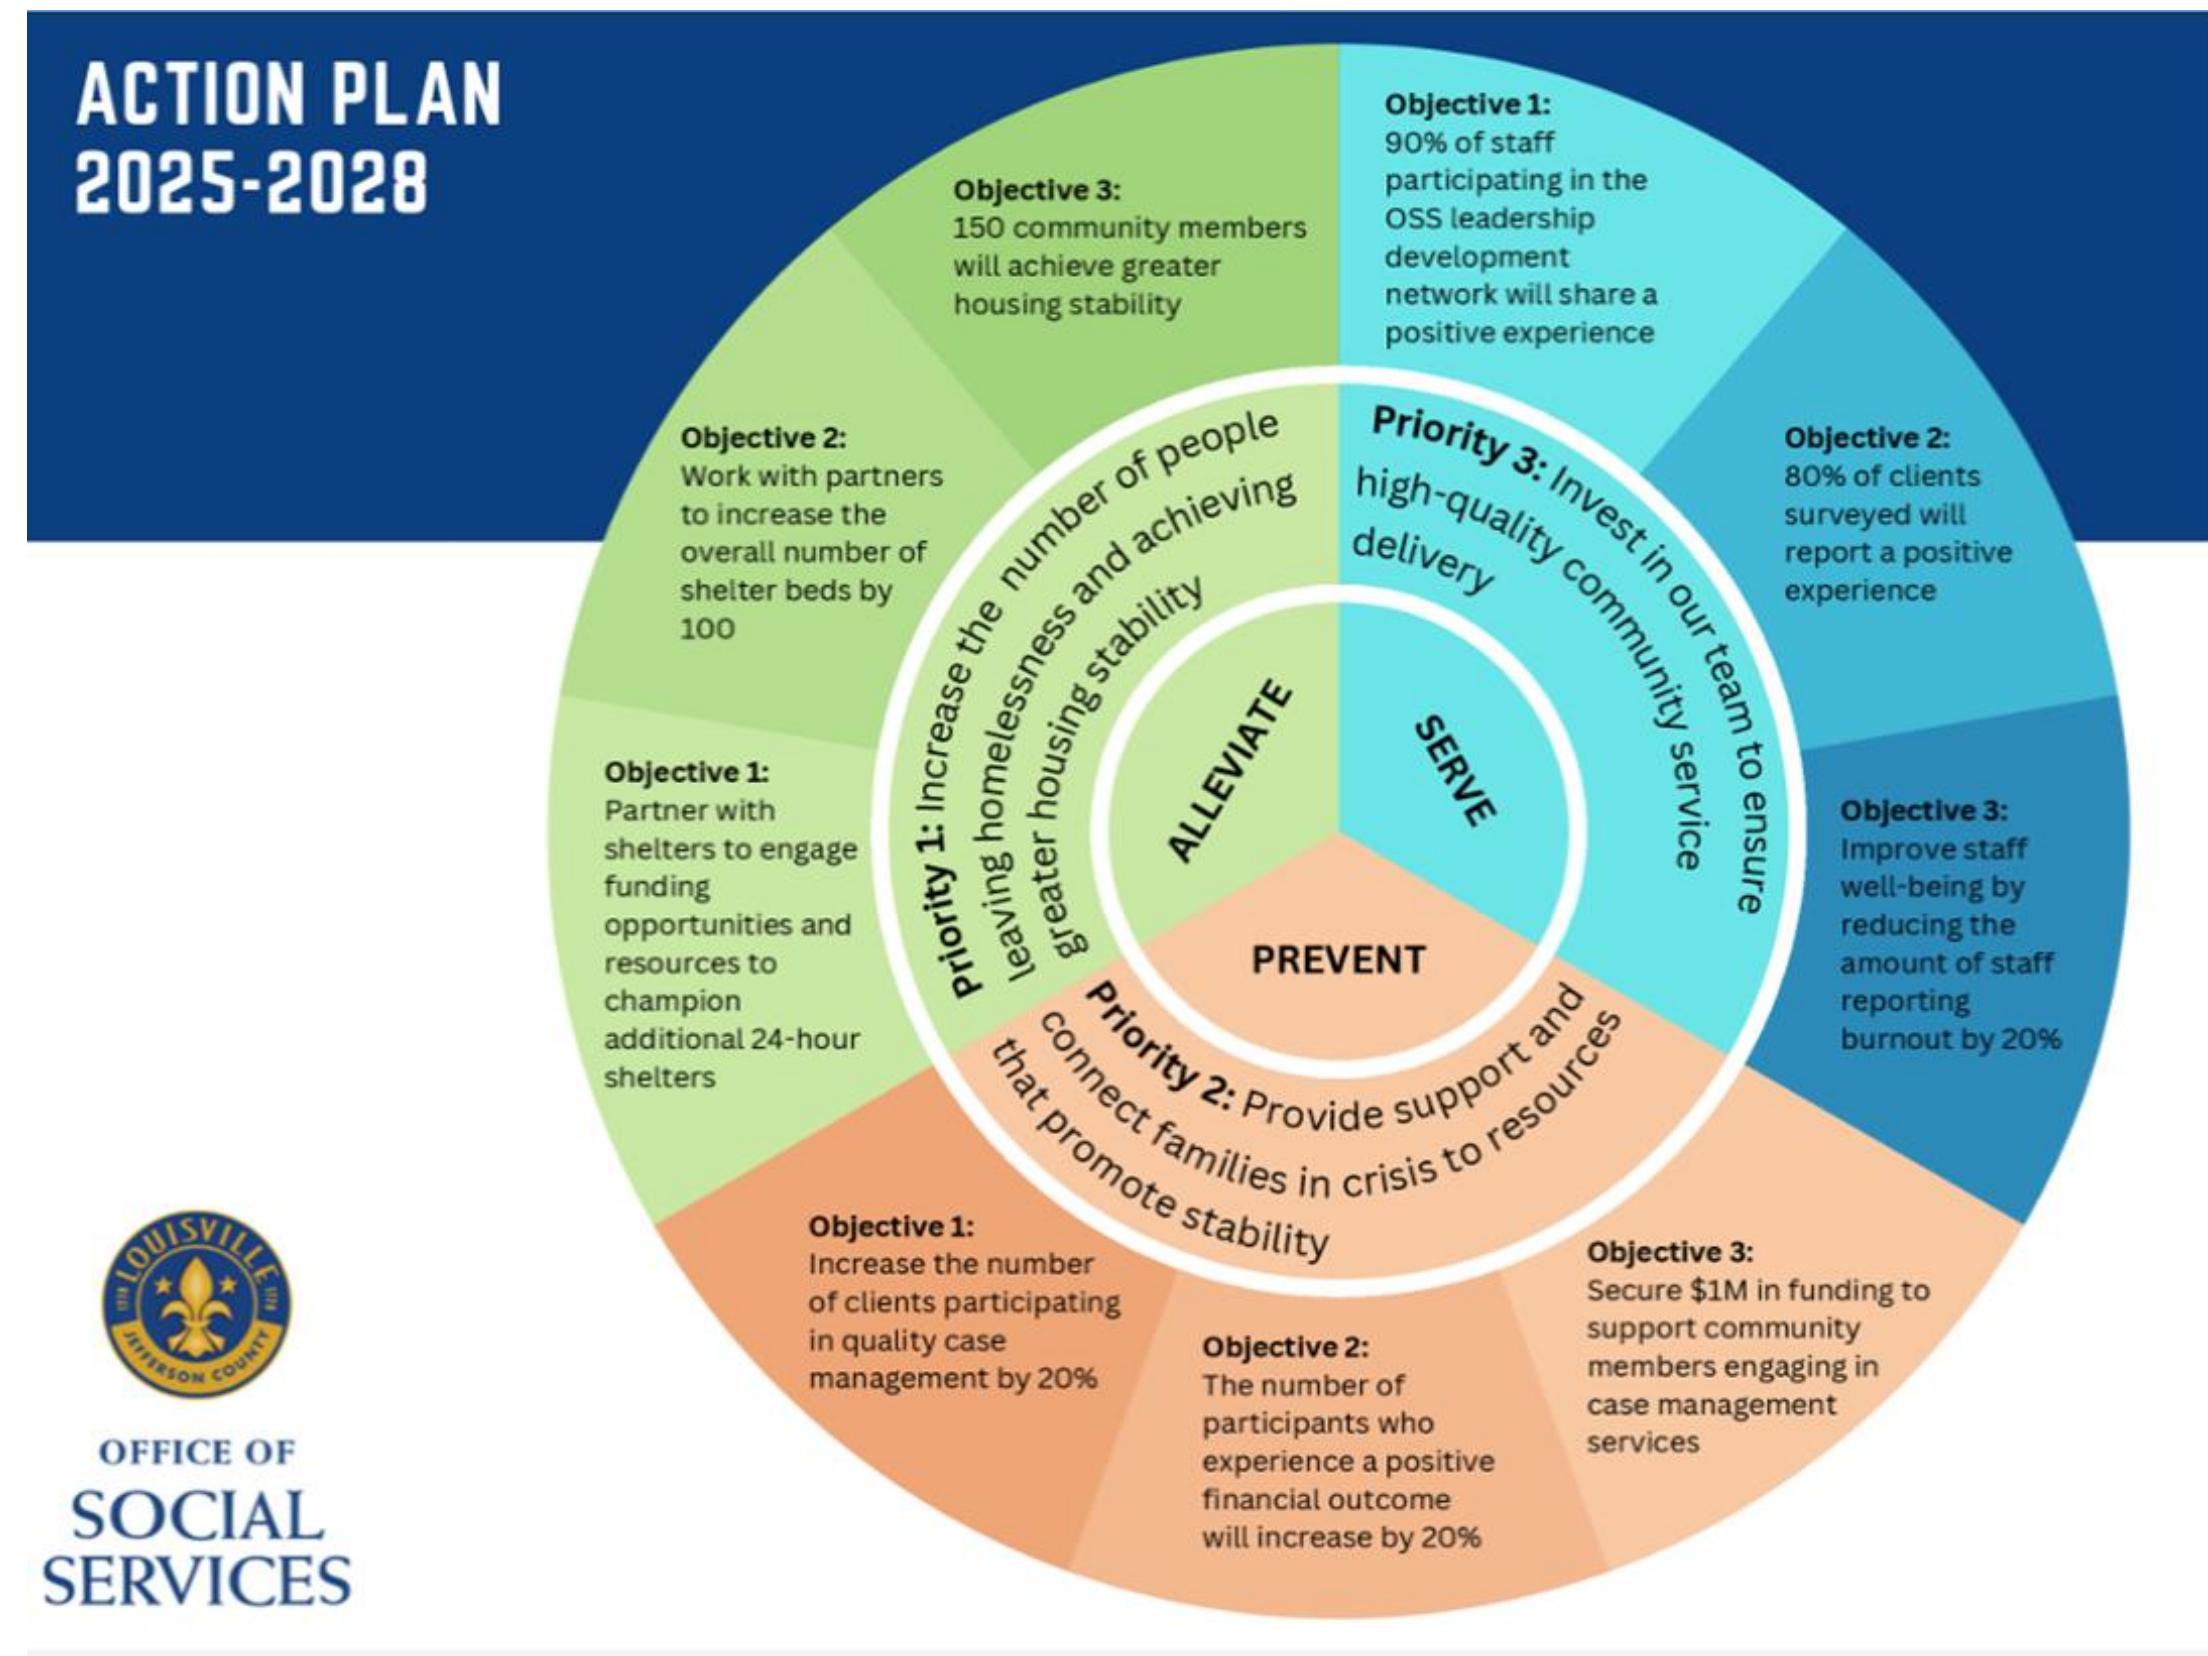 ACTION PLAN
2025-2028
Objective 1:
90% of staff
participating in the
OSS leadership
development
network will share a
positive experience
Objective 2:
80% of clients
surveyed will
report a positive
experience
Objective 3:
Improve staff
well-being by
reducing the
amount of staff
reporting
burnout by 20%
Priority 3: Invest in our team to ensure
high-quality community service
delivery
SERVE
Objective 3:
150 community members
will achieve greater
housing stability
Objective 2:
Work with partners
to increase the
overall number of
shelter beds by
100
Objective 1:
Partner with
shelters to engage
funding
opportunities and
resources to
champion
additional 24-hour
shelters
Priority 1: Increase the number of people
leaving homelessness and achieving
greater housing stability
ALLEVIATE
PREVENT
Priority 2: Provide support and
connect families in crisis to resources
that promote stability
Objective 1:
Increase the number
of clients participating
in quality case
management by 20%
Objective 2:
The number of
participants who
experience a positive
financial outcome
will increase by 20%
Objective 3:
Secure $1M in funding to
support community
members engaging in
case management
services
LOUISVILLE
1778
1778
JEFFERSON COUNTY
OFFICE OF
SOCIAL
SERVICES